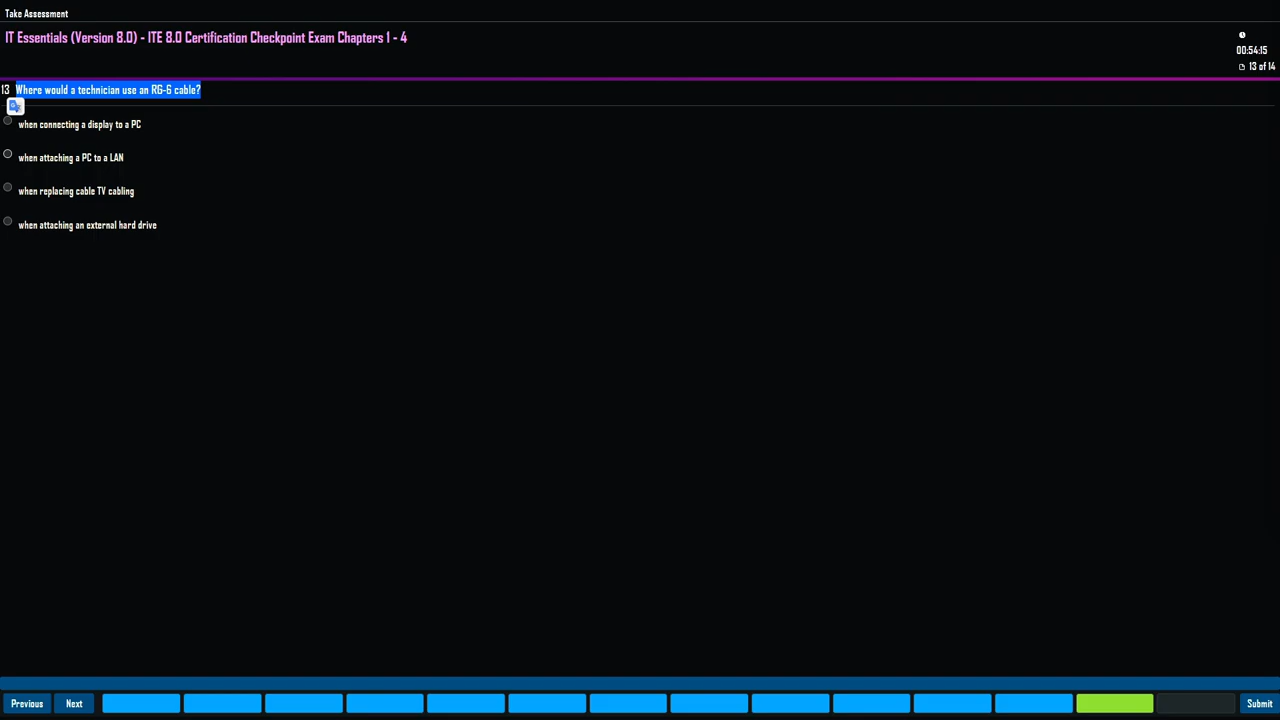 Take Assessment
IT Essentials (Version 8.0) - ITE 8.0 Certification Checkpoint Exam Chapters 1 - 4
00:54:15
13 of 14
13 Where would a technician use an RG-6 cable?
when connecting a display to a PC
when attaching a PC to a LAN
when replacing cable TV cabling
when attaching an external hard drive
Previous Next Submit